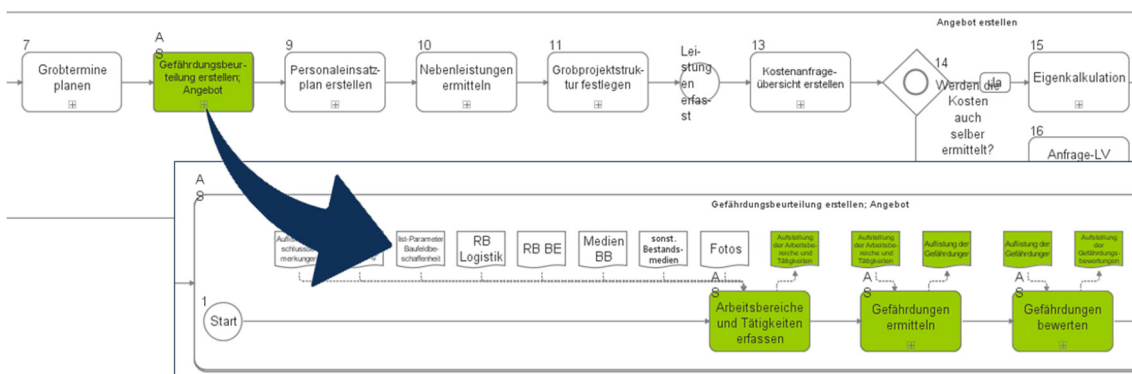 Angebot erstellen
7
Grobtermine
planen
A
S
Gefährdungsbeur-
teilung erstellen;
Angebot
9
Personaleinsatz-
plan erstellen
10
Nebenleistungen
ermitteln
11
Grobprojektstruk-
tur festlegen
Lei-
stung
en
erfas-
st
13
Kostenanfrage-
übersicht erstellen
14
Werden die
Kosten
auch
selber
ermittelt?
Ja
15
Eigenkalkulation
16
Anfrage-LV
A
S
Gefährdungsbeurteilung erstellen; Angebot
Ist-Parameter
Baufeldbe-
schaffenheit
RB
Logistik
RB BE
Medien
BB
sonst.
Bestands-
medien
Fotos
Aufstellung
der Arbeitsbe-
reiche und
Tätigkeiten
Aufstellung
der Arbeitsbe-
reiche und
Tätigkeiten
Auflistung der
Gefährdungen
Auflistung der
Gefährdungen
Aufstellung
der
Gefährdungs-
bewertungen
1
Start
A
S
Arbeitsbereiche
und Tätigkeiten
erfassen
A
S
Gefährdungen
ermitteln
A
S
Gefährdungen
bewerten